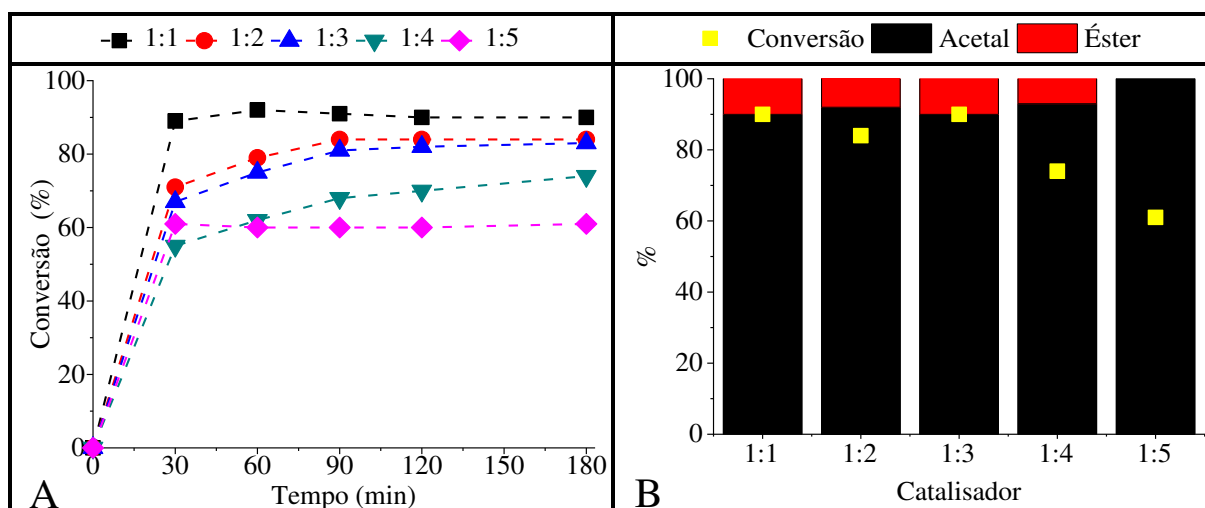 1:1 1:2 1:3 1:4 1:5
Conversão (%)
100
80
60
40
20
0
0 30 60 90 120 150 180
Tempo (min)
A
Conversão Acetal Éster
%
100
80
60
40
20
0
1:1 1:2 1:3 1:4 1:5
Catalisador
B